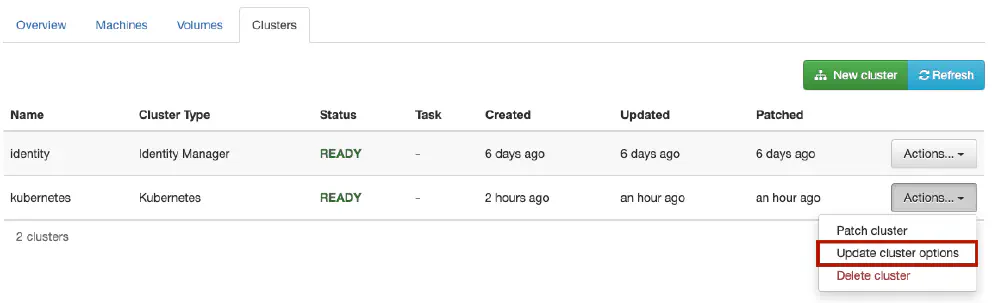 Overview Machines Volumes Clusters
New cluster Refresh
Name Cluster Type Status Task Created Updated Patched
identity Identity Manager READY - 6 days ago 6 days ago 6 days ago Actions...
kubernetes Kubernetes READY - 2 hours ago an hour ago an hour ago Actions...
2 clusters
Patch cluster
Update cluster options
Delete cluster